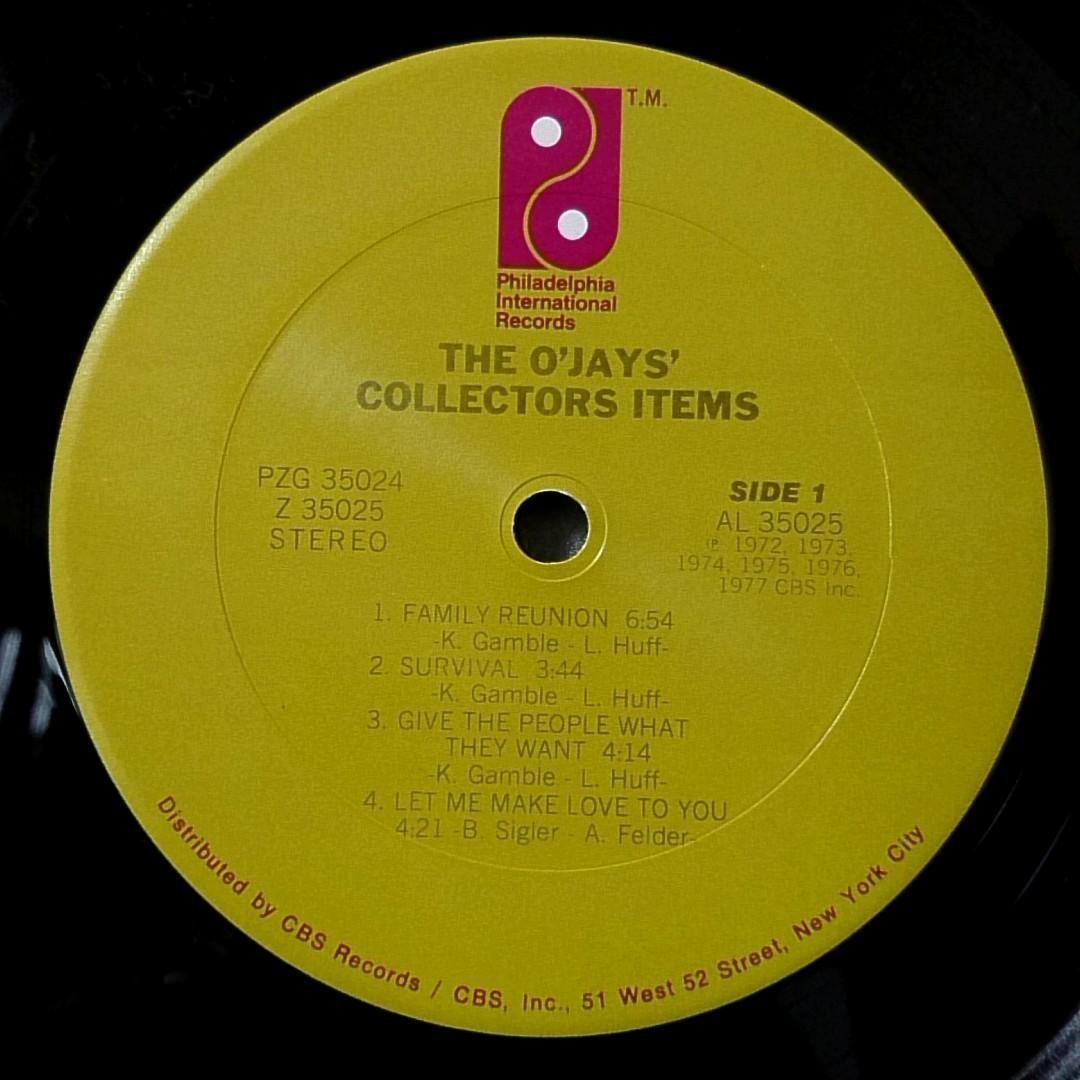 T.M.
Philadelphia
International
Records
THE O'JAYS'
COLLECTORS ITEMS
PZG 35024
Z 35025
STEREO
SIDE 1
AL 35025
℗ 1972, 1973,
1974, 1975, 1976,
1977 CBS Inc.
1. FAMILY REUNION 6:54
-K. Gamble - L. Huff-
2. SURVIVAL 3:44
-K. Gamble - L. Huff-
3. GIVE THE PEOPLE WHAT
THEY WANT 4:14
-K. Gamble - L. Huff-
4. LET ME MAKE LOVE TO YOU
4:21 -B. Sigler - A. Felder-
Distributed by CBS Records / CBS, Inc., 51 West 52 Street, New York City